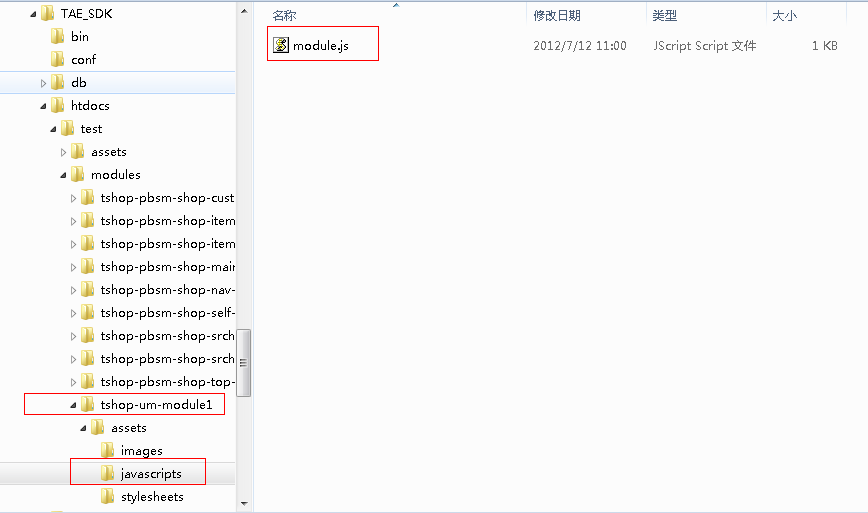 TAE_SDK
bin
conf
db
htdocs
test
assets
modules
tshop-pbsm-shop-cust
tshop-pbsm-shop-item
tshop-pbsm-shop-item
tshop-pbsm-shop-mair
tshop-pbsm-shop-nav-
tshop-pbsm-shop-self-
tshop-pbsm-shop-srch
tshop-pbsm-shop-srch
tshop-pbsm-shop-top-
tshop-um-module1
assets
images
javascripts
stylesheets
名称 修改日期 类型 大小
module.js 2012/7/12 11:00 JScript Script 文件 1 KB